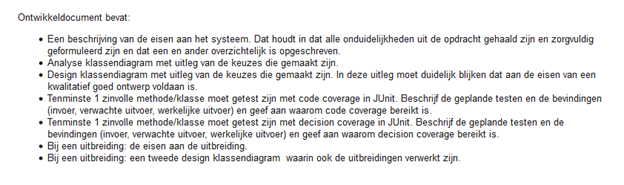 Ontwikkeldocument bevat:
• Een beschrijving van de eisen aan het systeem. Dat houdt in dat alle onduidelijkheden uit de opdracht gehaald zijn en zorgvuldig
geformuleerd zijn en dat een en ander overzichtelijk is opgeschreven.
• Analyse klassendiagram met uitleg van de keuzes die gemaakt zijn.
• Design klassendiagram met uitleg van de keuzes die gemaakt zijn. In deze uitleg moet duidelijk blijken dat aan de eisen van een
kwalitatief goed ontwerp voldaan is.
• Tenminste 1 zinvolle methode/klasse moet getest zijn met code coverage in JUnit. Beschrijf de geplande testen en de bevindingen
(invoer, verwachte uitvoer, werkelijke uitvoer) en geef aan waarom code coverage bereikt is.
• Tenminste 1 zinvolle methode/klasse moet getest zijn met decision coverage in JUnit. Beschrijf de geplande testen en de
bevindingen (invoer, verwachte uitvoer, werkelijke uitvoer) en geef aan waarom decision coverage bereikt is.
• Bij een uitbreiding: de eisen aan de uitbreiding.
• Bij een uitbreiding: een tweede design klassendiagram waarin ook de uitbreidingen verwerkt zijn.